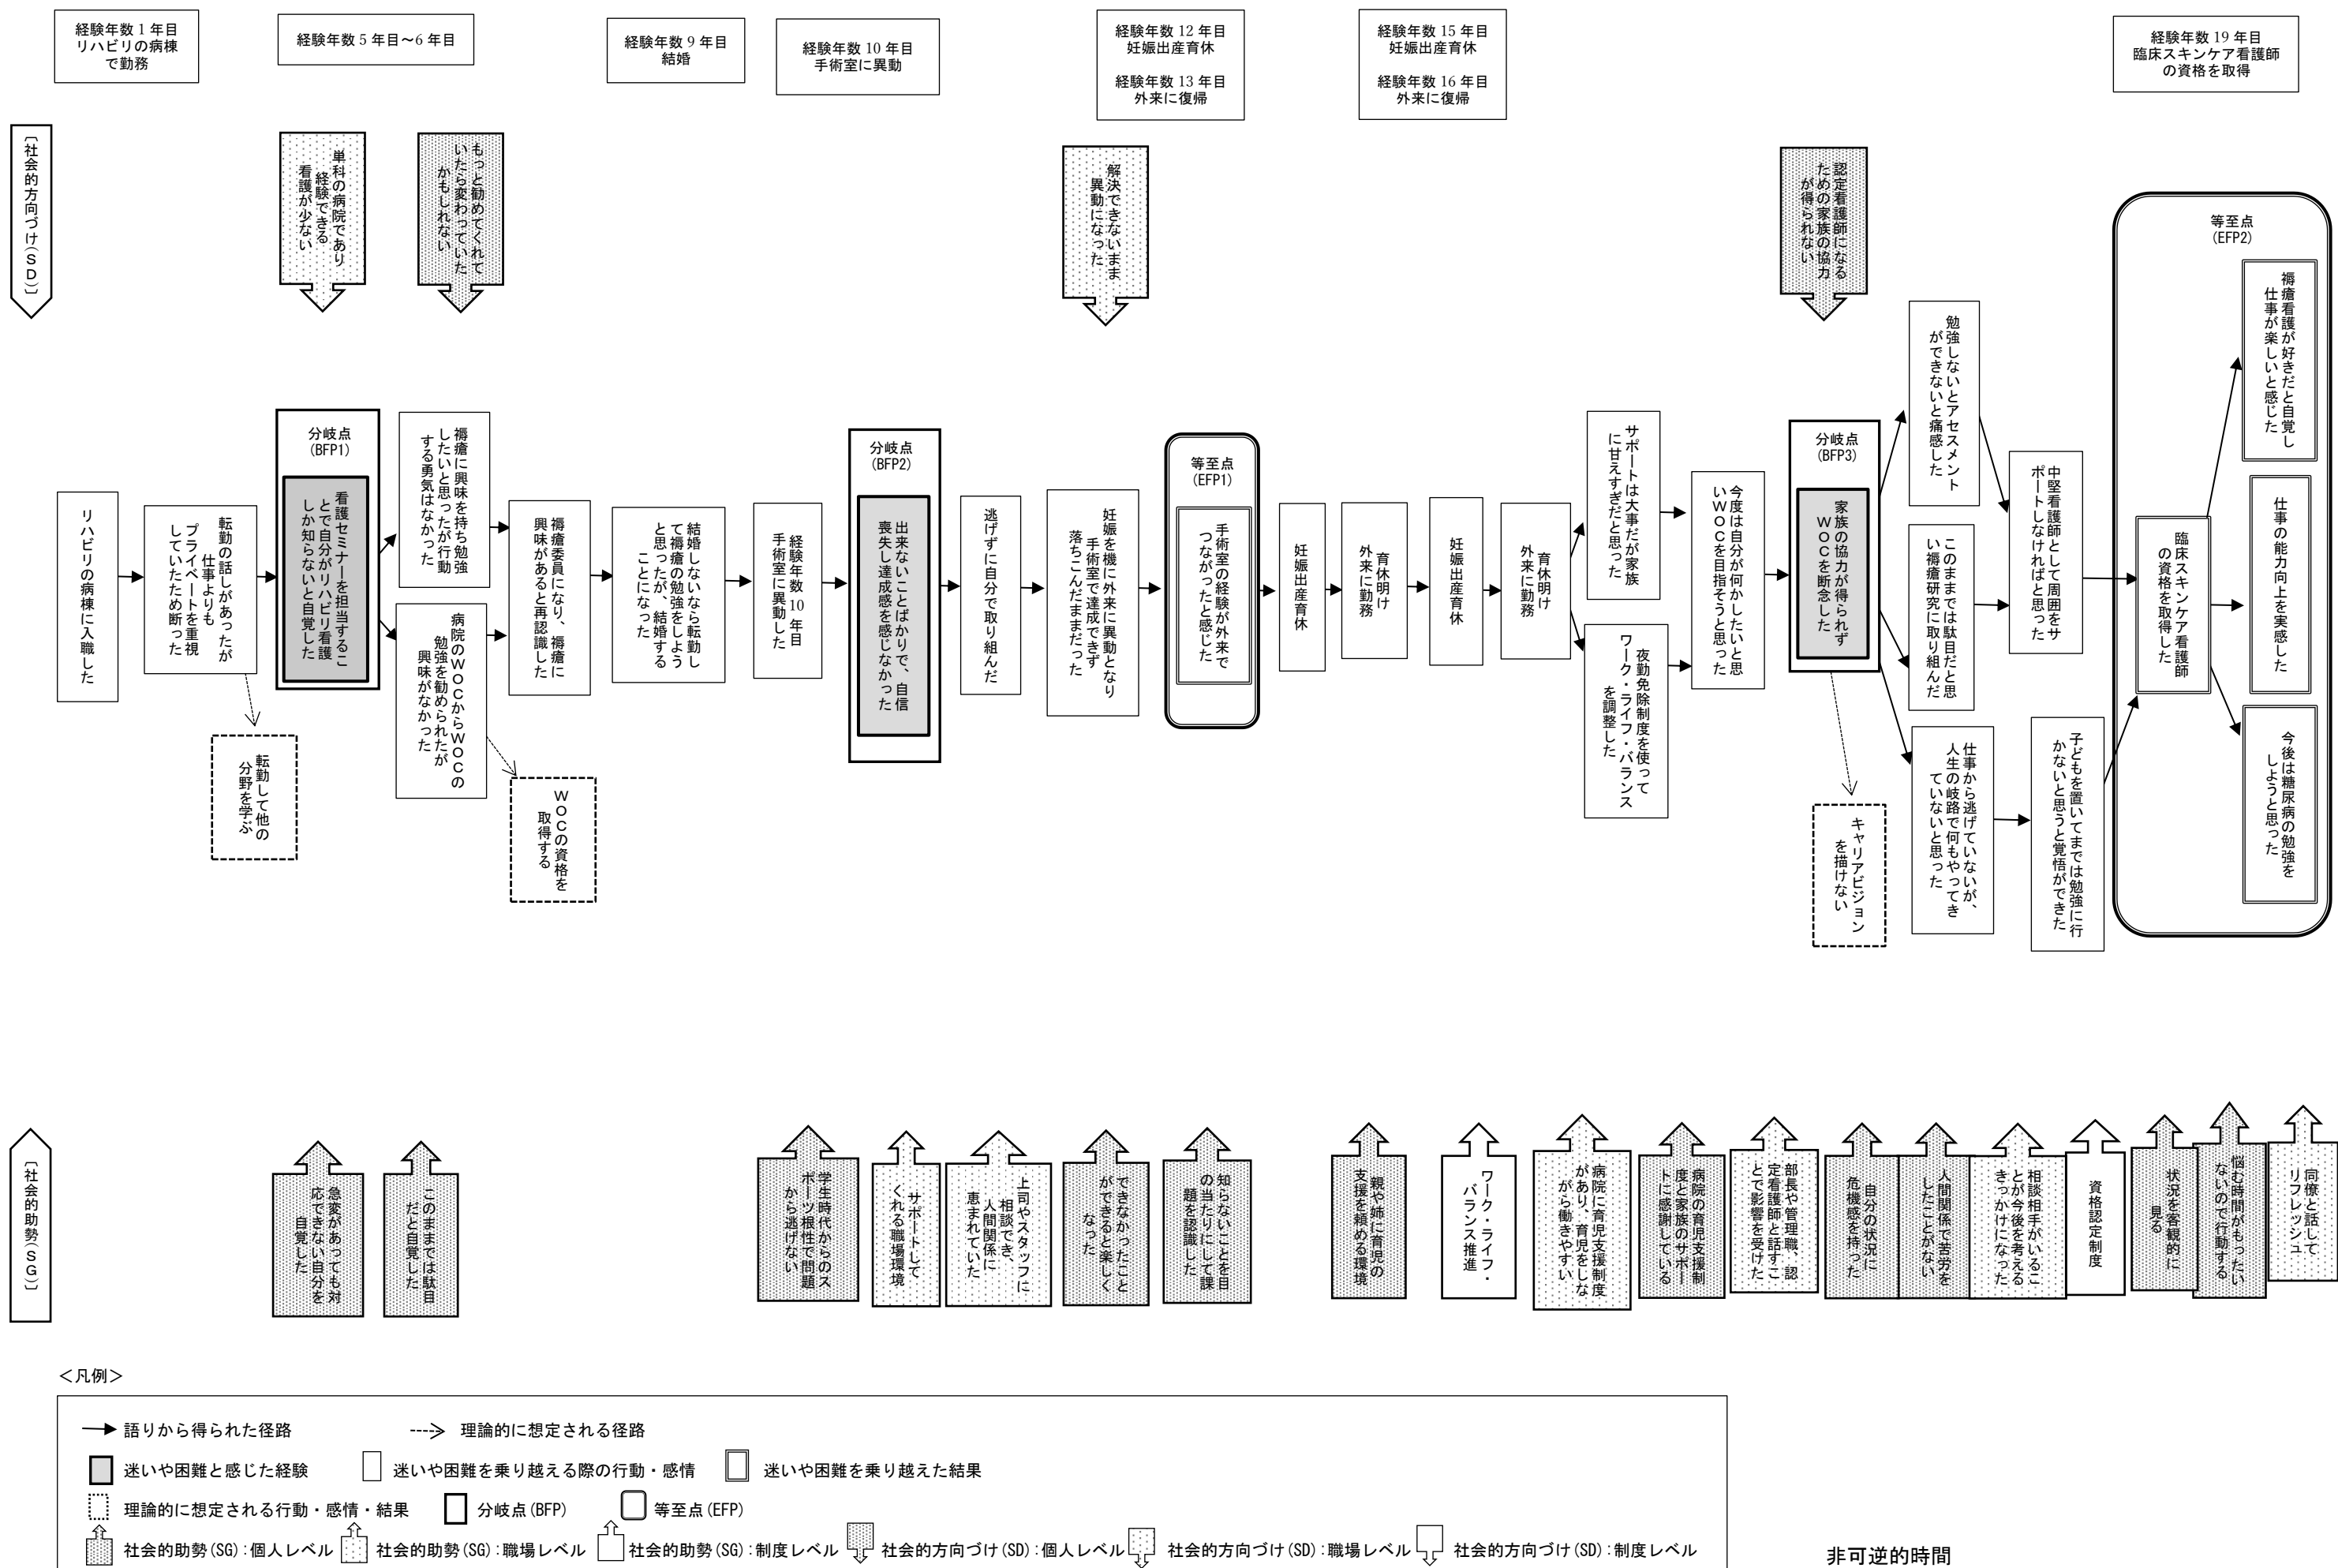 経験年数 1 年目
リハビリの病棟
で勤務
経験年数 5 年目〜6 年目
経験年数 9 年目
結婚
経験年数 10 年目
手術室に異動
経験年数 12 年目
妊娠出産育休
経験年数 13 年目
外来に復帰
経験年数 15 年目
妊娠出産育休
経験年数 16 年目
外来に復帰
経験年数 19 年目
臨床スキンケア看護師
の資格を取得
〔社会的方向づけ(SD)〕
単科の病院であり
経験できる
看護が少ない
もっと勧めてくれて
いたら変わっていた
かもしれない
解決できないまま
異動になった
認定看護師になる
ための家族の協力
が得られない
リハビリの病棟に入職した
転勤の話しがあったが
仕事よりも
プライベートを重視
していたため断った
転勤して他の
分野を学ぶ
分岐点
(BFP1)
看護セミナーを担当するこ
とで自分がリハビリ看護
しか知らないと自覚した
褥瘡に興味を持ち勉強
したいと思ったが行動
する勇気はなかった
病院のWOCからWOCの
勉強を勧められたが
興味がなかった
WOCの資格を
取得する
褥瘡委員になり、褥瘡に
興味があると再認識した
結婚しないなら転勤し
て褥瘡の勉強をしよう
と思ったが、結婚する
ことになった
経験年数 10 年目
手術室に異動した
分岐点
(BFP2)
出来ないことばかりで、自信
喪失し達成感を感じなかった
逃げずに自分で取り組んだ
妊娠を機に外来に異動となり
手術室で達成できず
落ちこんだままだった
等至点
(EFP1)
手術室の経験が外来で
つながったと感じた
妊娠出産育休
育休明け
外来に勤務
妊娠出産育休
育休明け
外来に勤務
サポートは大事だが家族
に甘えすぎだと思った
夜勤免除制度を使って
ワーク・ライフ・バランス
を調整した
今度は自分が何かしたいと思
いWOCを目指そうと思った
分岐点
(BFP3)
家族の協力が得られず
WOCを断念した
キャリアビジョン
を描けない
勉強しないとアセスメント
ができないと痛感した
このままでは駄目だと思
い褥瘡研究に取り組んだ
仕事から逃げていないが、
人生の岐路で何もやってき
ていないと思った
中堅看護師として周囲をサ
ポートしなければと思った
子どもを置いてまでは勉強に行
かないと思うと覚悟ができた
等至点
(EFP2)
臨床スキンケア看護師
の資格を取得した
褥瘡看護が好きだと自覚し
仕事が楽しいと感じた
仕事の能力向上を実感した
今後は糖尿病の勉強を
しようと思った
〔社会的助勢(SG)〕
急変があっても対
応できない自分を
自覚した
このままでは駄目
だと自覚した
学生時代からのス
ポーツ根性で問題
から逃げない
サポートして
くれる職場環境
上司やスタッフに
相談でき、
人間関係に
恵まれていた
できなかったこと
ができると楽しく
なった
知らないことを目
の当たりにして課
題を認識した
親や姉に育児の
支援を頼める環境
ワーク・ライフ・
バランス推進
病院に育児支援制度
があり、育児をしな
がら働きやすい
病院の育児支援制
度と家族のサポー
トに感謝している
部長や管理職、認
定看護師と話すこ
とで影響を受けた
自分の状況に
危機感を持った
人間関係で苦労を
したことがない
相談相手がいるこ
とが今後を考える
きっかけになった
資格認定制度
状況を客観的に
見る
悩む時間がもったい
ないので行動する
同僚と話して
リフレッシュ
＜凡例＞
語りから得られた径路
理論的に想定される径路
迷いや困難と感じた経験
迷いや困難を乗り越える際の行動・感情
迷いや困難を乗り越えた結果
理論的に想定される行動・感情・結果
分岐点(BFP)
等至点(EFP)
社会的助勢(SG):個人レベル
社会的助勢(SG):職場レベル
社会的助勢(SG):制度レベル
社会的方向づけ(SD):個人レベル
社会的方向づけ(SD):職場レベル
社会的方向づけ(SD):制度レベル
非可逆的時間